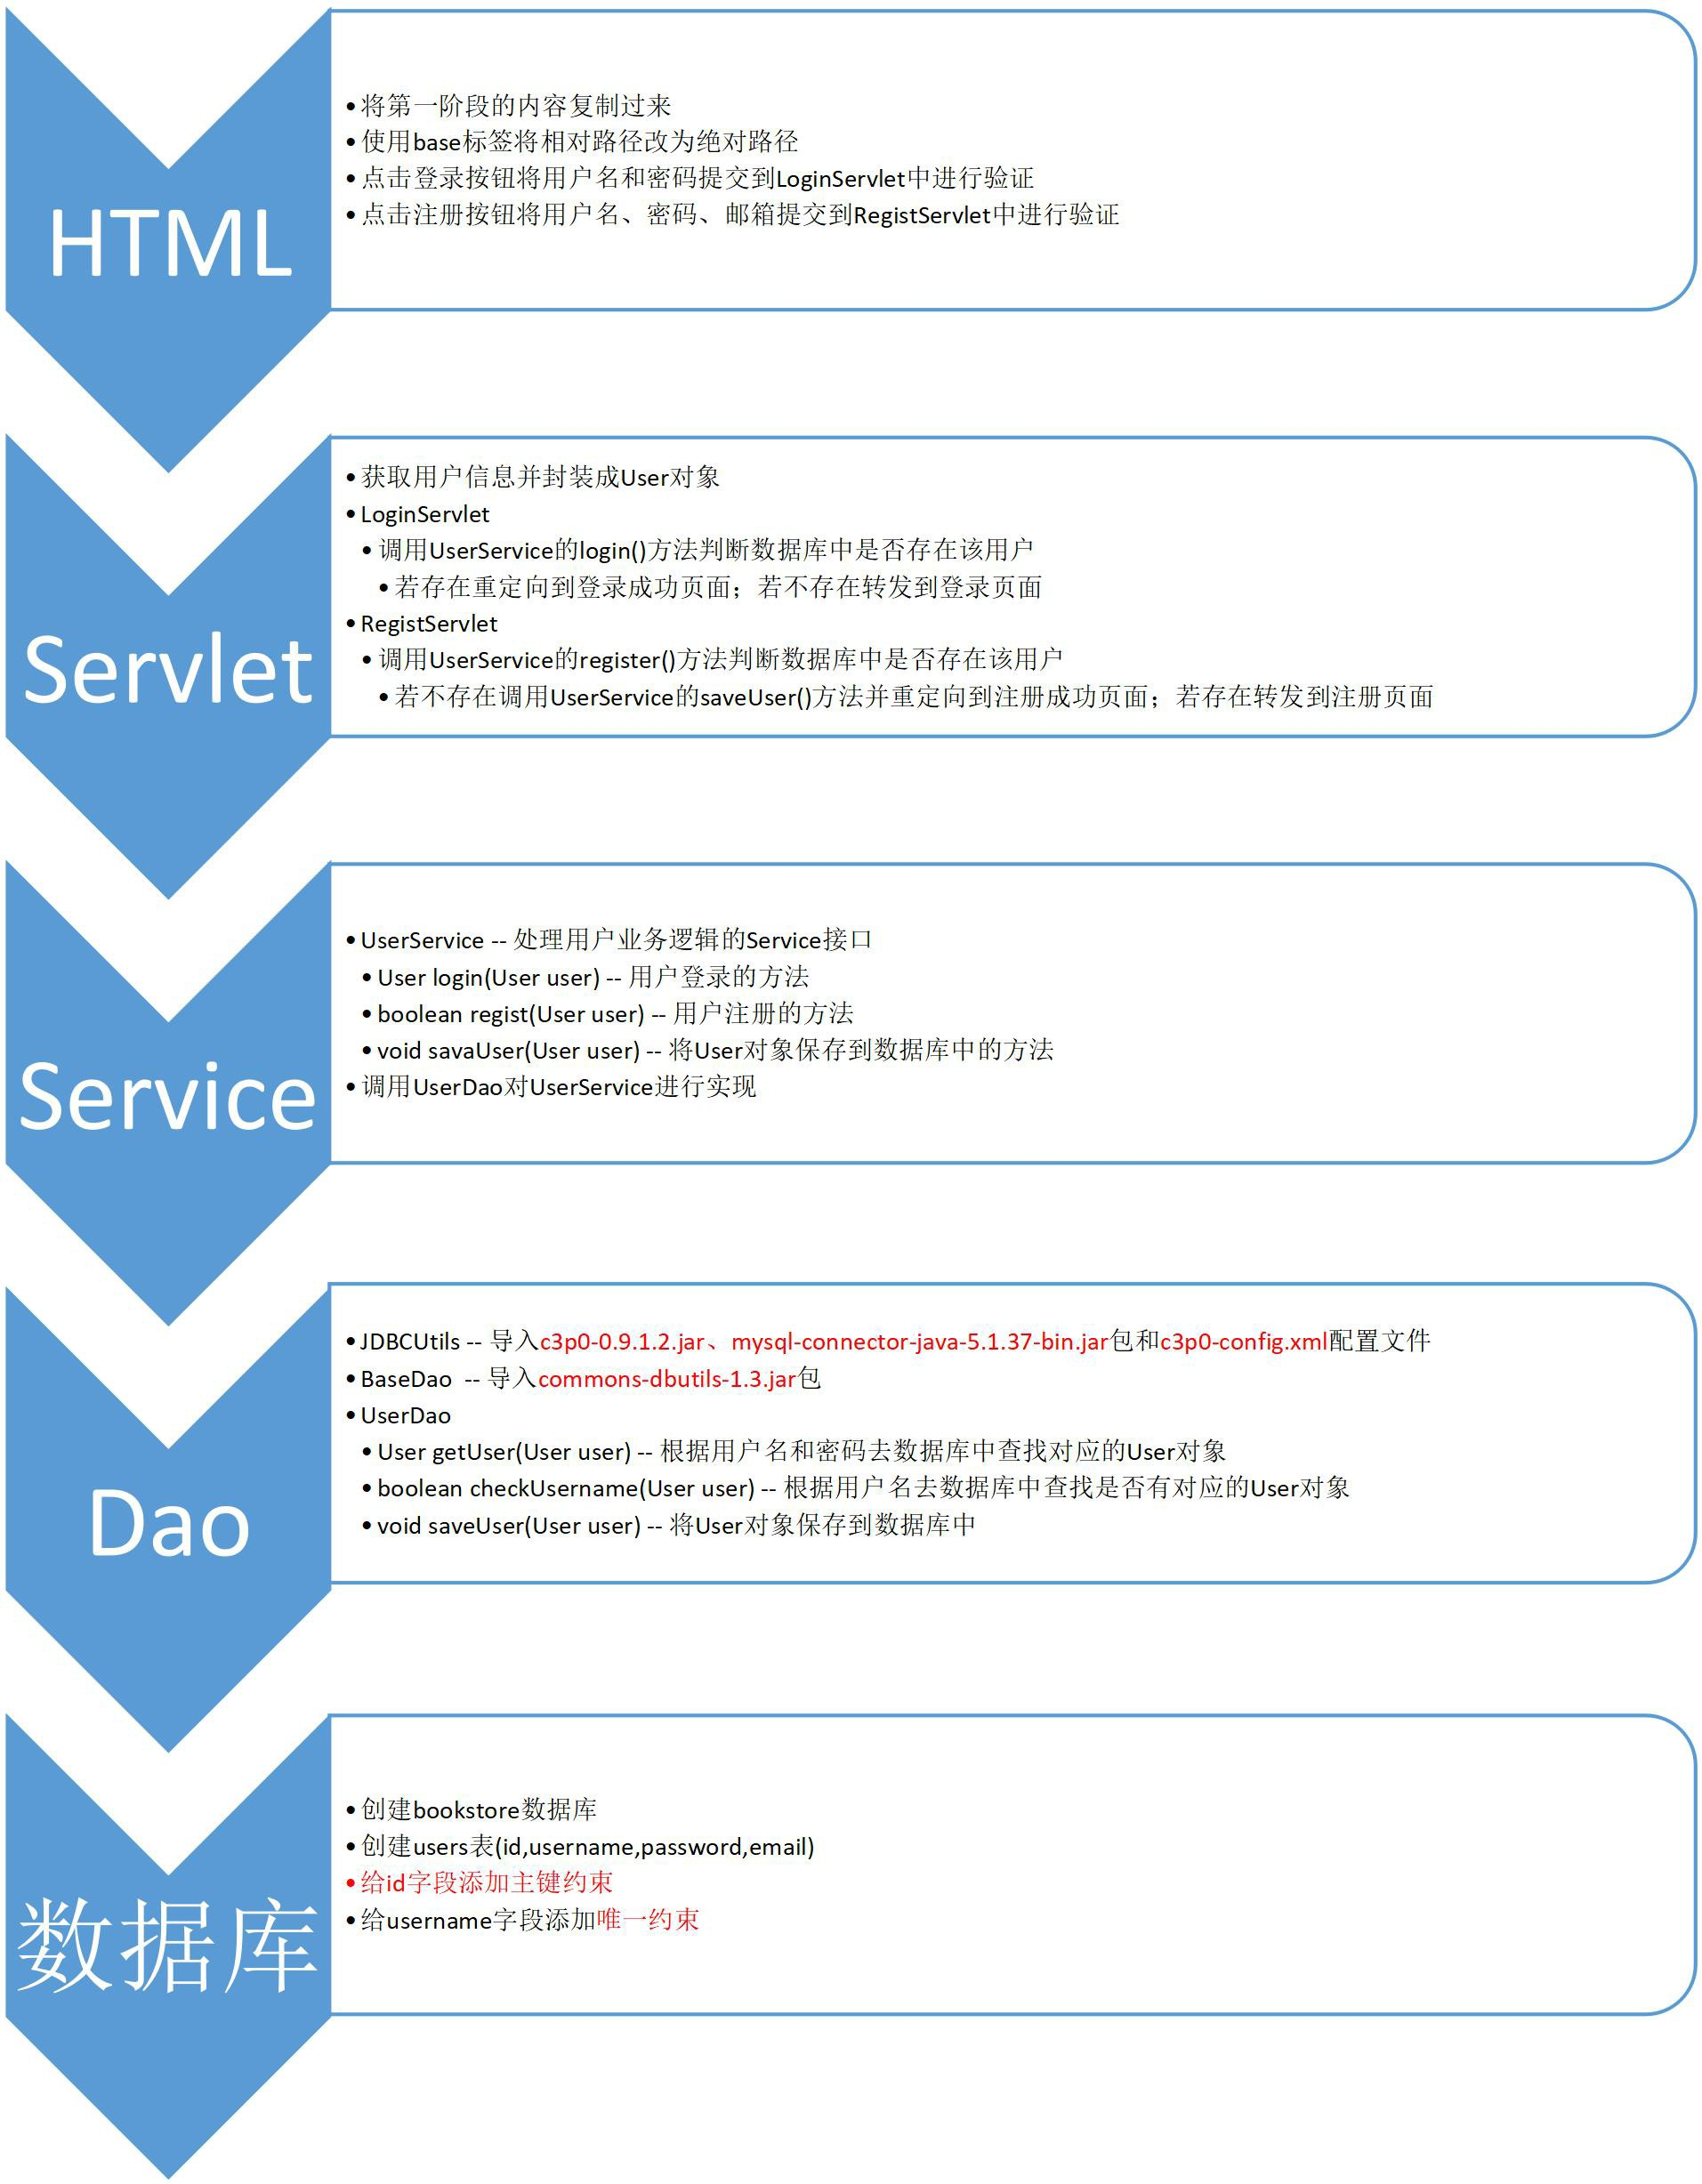 HTML
•将第一阶段的内容复制过来
•使用base标签将相对路径改为绝对路径
•点击登录按钮将用户名和密码提交到LoginServlet中进行验证
•点击注册按钮将用户名、密码、邮箱提交到RegistServlet中进行验证
Servlet
•获取用户信息并封装成User对象
•LoginServlet
•调用UserService的login()方法判断数据库中是否存在该用户
•若存在重定向到登录成功页面；若不存在转发到登录页面
•RegistServlet
•调用UserService的register()方法判断数据库中是否存在该用户
•若不存在调用UserService的saveUser()方法并重定向到注册成功页面；若存在转发到注册页面
Service
•UserService -- 处理用户业务逻辑的Service接口
•User login(User user) -- 用户登录的方法
•boolean regist(User user) -- 用户注册的方法
•void savaUser(User user) -- 将User对象保存到数据库中的方法
•调用UserDao对UserService进行实现
Dao
•JDBCUtils -- 导入c3p0-0.9.1.2.jar、mysql-connector-java-5.1.37-bin.jar包和c3p0-config.xml配置文件
•BaseDao -- 导入commons-dbutils-1.3.jar包
•UserDao
•User getUser(User user) -- 根据用户名和密码去数据库中查找对应的User对象
•boolean checkUsername(User user) -- 根据用户名去数据库中查找是否有对应的User对象
•void saveUser(User user) -- 将User对象保存到数据库中
数据库
•创建bookstore数据库
•创建users表(id,username,password,email)
•给id字段添加主键约束
•给username字段添加唯一约束